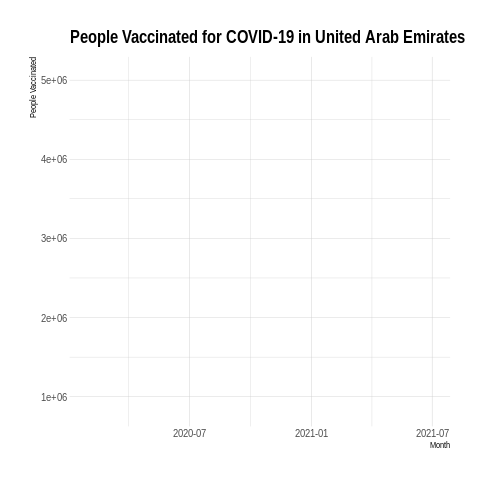 People Vaccinated for COVID-19 in United Arab Emirates
People Vaccinated
5e+06
4e+06
3e+06
2e+06
1e+06
2020-07 2021-01 2021-07
Month